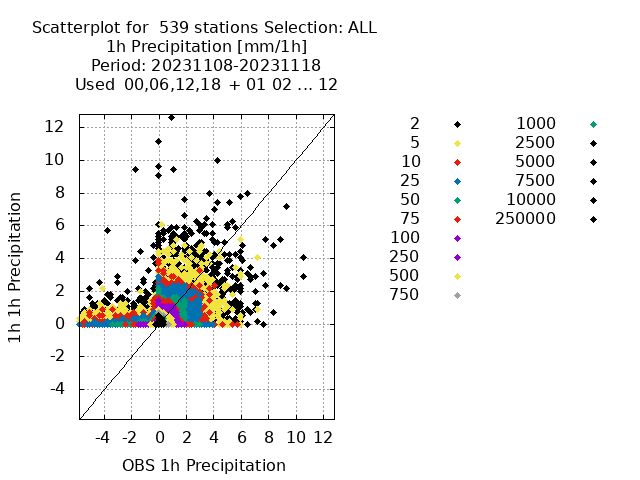 Scatterplot for  539 stations Selection: ALL
1h Precipitation [mm/1h]
Period: 20231108-20231118
Used  00,06,12,18 + 01 02 ... 12
2 1000
5 2500
10 5000
25 7500
50 10000
75 250000
100
250
500
750
12
10
8
6
4
2
0
-2
-4
1h 1h Precipitation
-4 -2 0 2 4 6 8 10 12
OBS 1h Precipitation